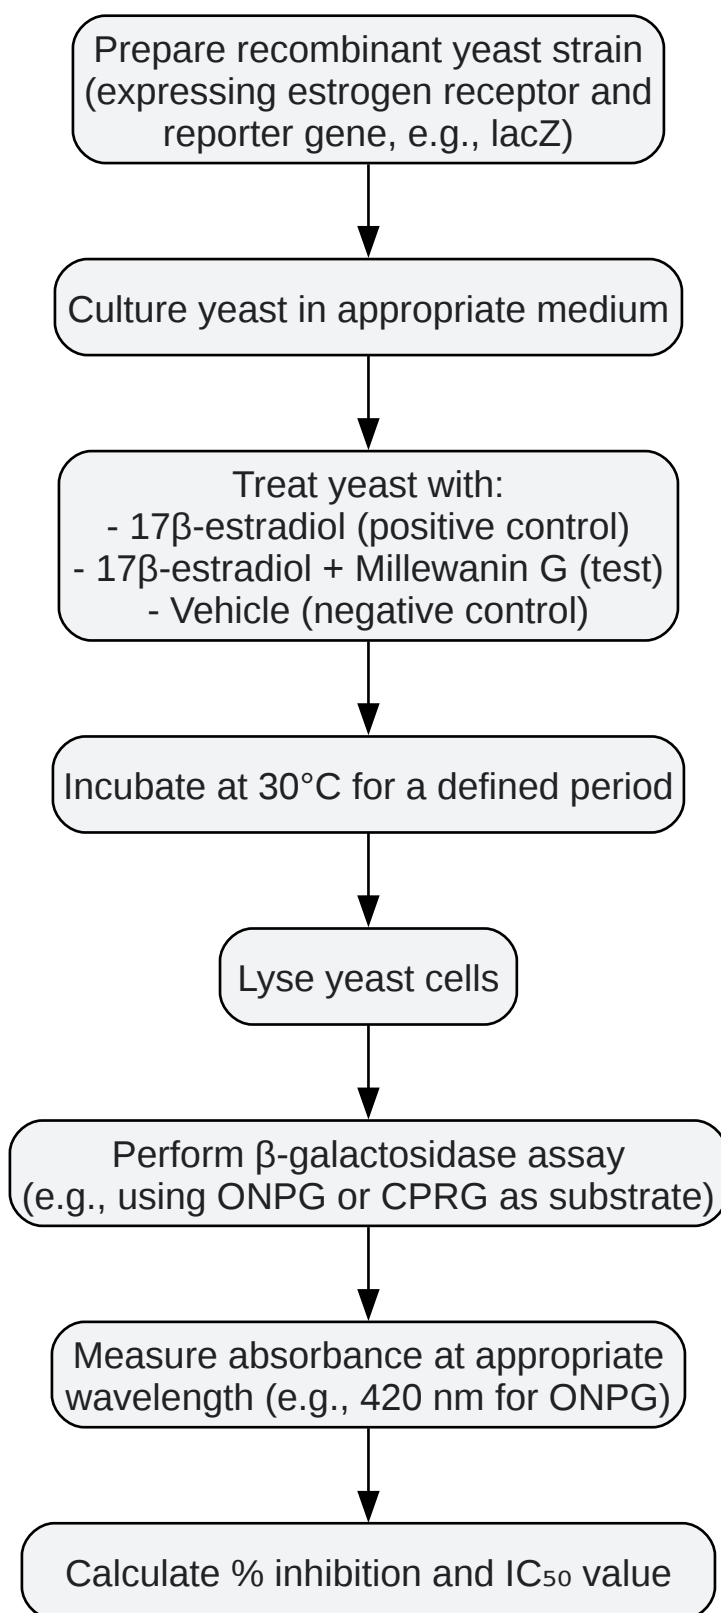 Prepare recombinant yeast strain
(expressing estrogen receptor and
reporter gene, e.g., lacZ)
Culture yeast in appropriate medium
Treat yeast with:
- 17β-estradiol (positive control)
- 17β-estradiol + Millewanin G (test)
- Vehicle (negative control)
Incubate at 30°C for a defined period
Lyse yeast cells
Perform β-galactosidase assay
(e.g., using ONPG or CPRG as substrate)
Measure absorbance at appropriate
wavelength (e.g., 420 nm for ONPG)
Calculate % inhibition and IC₅₀ value